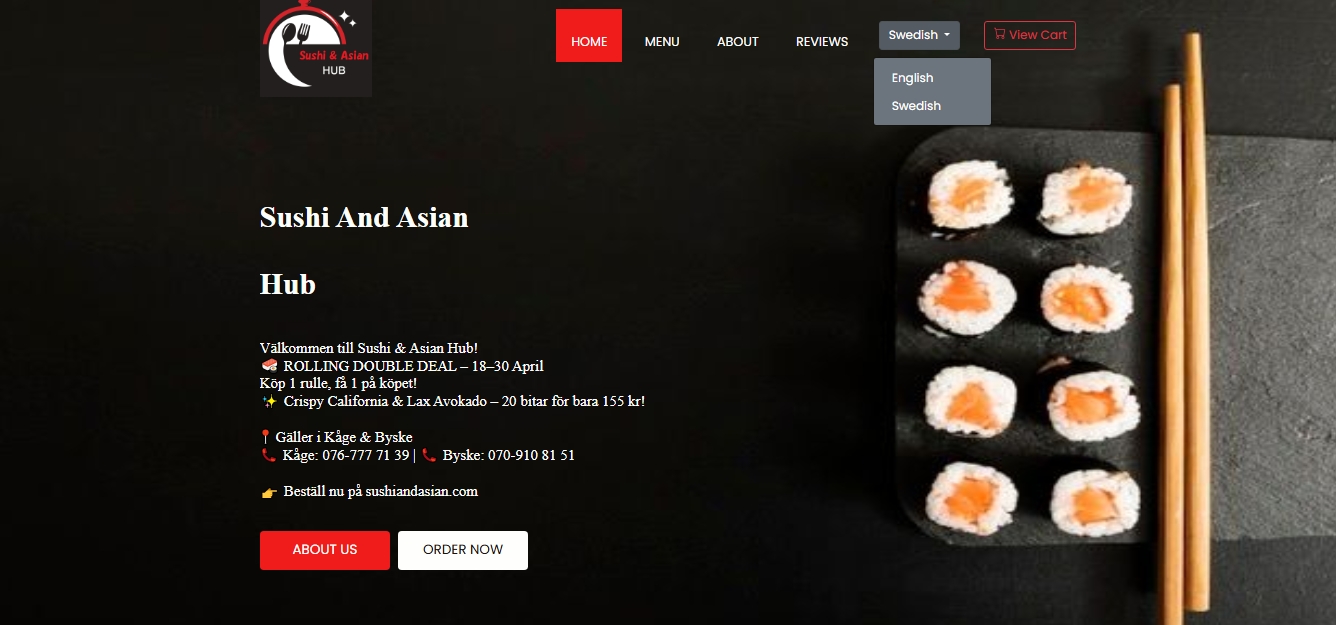 Sushi & Asian
HUB
HOME
MENU
ABOUT
REVIEWS
Swedish
View Cart
English
Swedish
Sushi And Asian
Hub
Välkommen till Sushi & Asian Hub!
🍣 ROLLING DOUBLE DEAL – 18–30 April
Köp 1 rulle, få 1 på köpet!
✨ Crispy California & Lax Avokado – 20 bitar för bara 155 kr!
📍 Gäller i Kåge & Byske
📞 Kåge: 076-777 71 39 | 📞 Byske: 070-910 81 51
👉 Beställ nu på sushiandasian.com
ABOUT US
ORDER NOW